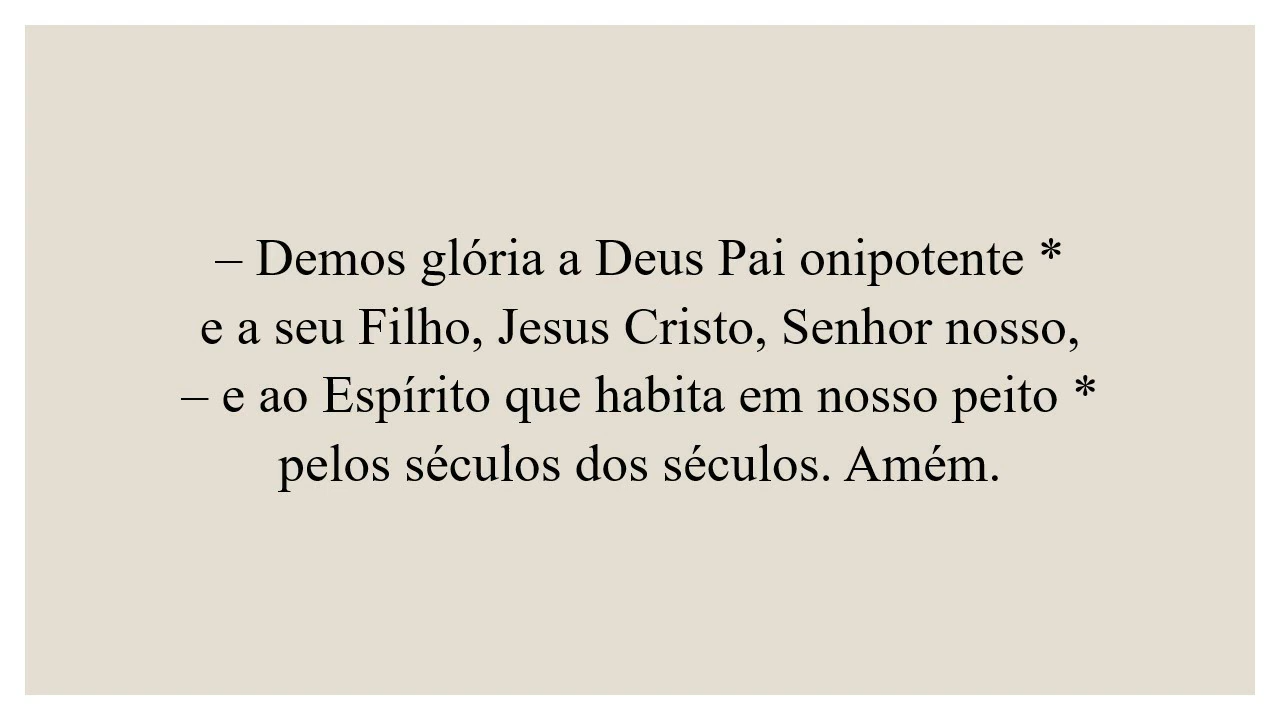 – Demos glória a Deus Pai onipotente *
e a seu Filho, Jesus Cristo, Senhor nosso,
– e ao Espírito que habita em nosso peito *
pelos séculos dos séculos. Amém.